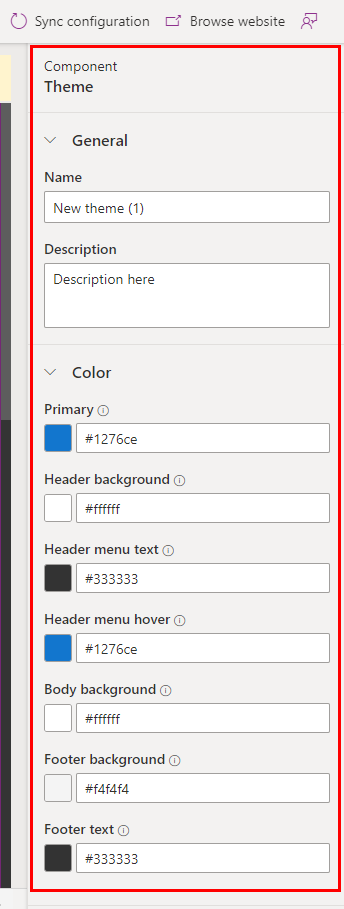 Sync configuration Browse website
Component
Theme
General
Name
New theme (1)
Description
Description here
Color
Primary
#1276ce
Header background
#ffffff
Header menu text
#333333
Header menu hover
#1276ce
Body background
#ffffff
Footer background
#f4f4f4
Footer text
#333333